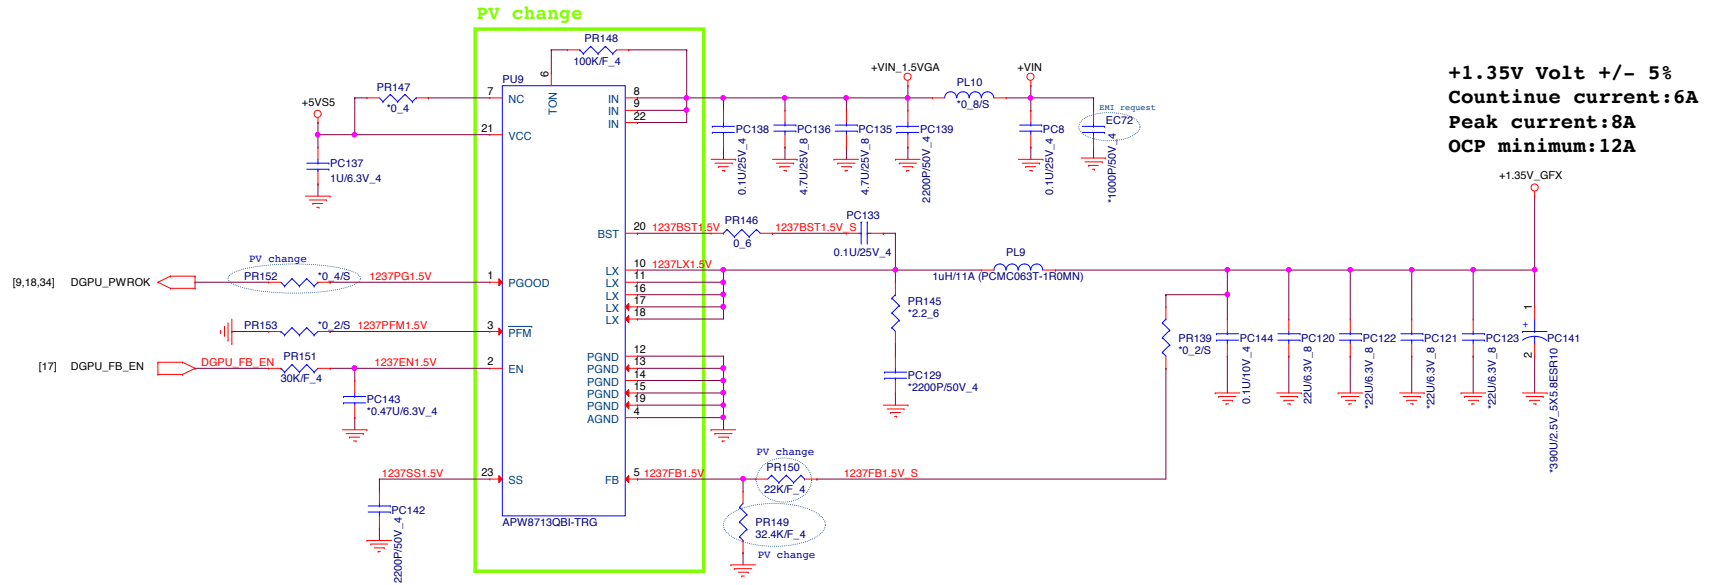 PV change
PR148
100K/F_4
6
PU9
TON
+5VS5
PR147
*0_4
7
NC
21
VCC
PC137
1U/6.3V_4
IN
8
IN
9
IN
22
+VIN_1.5VGA
PL10
*0_8/S
+VIN
EMI request
EC72
*1000P/50V_4
PC138
0.1U/25V_4
PC136
4.7U/25V_8
PC135
4.7U/25V_8
PC139
2200P/50V_4
PC8
0.1U/25V_4
+1.35V Volt +/- 5%
Countinue current:6A
Peak current:8A
OCP minimum:12A
+1.35V_GFX
BST
20
1237BST1.5V
PR146
0_6
1237BST1.5V_S
PC133
0.1U/25V_4
PV change
[9,18,34]
DGPU_PWROK
PR152
*0_4/S
1237PG1.5V
1
PGOOD
LX
10
1237LX1.5V
LX
11
LX
16
LX
17
LX
18
PL9
1uH/11A (PCMC063T-1R0MN)
PR145
*2.2_6
PR153
*0_2/S
1237PFM1.5V
3
PFM
[17]
DGPU_FB_EN
DGPU_FB_EN
PR151
30K/F_4
1237EN1.5V
2
EN
PC143
*0.47U/6.3V_4
PGND
12
PGND
13
PGND
14
PGND
15
PGND
19
AGND
4
PC129
*2200P/50V_4
PR139
*0_2/S
PC144
0.1U/10V_4
PC120
22U/6.3V_8
PC122
*22U/6.3V_8
PC121
*22U/6.3V_8
PC123
*22U/6.3V_8
1
+
2
PC141
*390U/2.5V_5X5.8ESR10
1237SS1.5V
23
SS
PC142
2200P/50V_4
FB
5
1237FB1.5V
PV change
PR150
22K/F_4
1237FB1.5V_S
PR149
32.4K/F_4
PV change
APW8713QBI-TRG